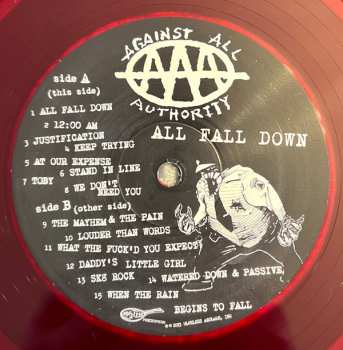 AGAINST ALL
AUTHORITY
ALL FALL DOWN
side A
(this side)
1 ALL FALL DOWN
2 12:00 AM
3 JUSTIFICATION
4 KEEP TRYING
5 AT OUR EXPENSE
6 STAND IN LINE
7 TOBY
8 WE DON'T
NEED YOU
side B (other side)
9 THE MAYHEM & THE PAIN
10 LOUDER THAN WORDS
11 WHAT THE FUCK'D YOU EXPECT
12 DADDY'S LITTLE GIRL
13 SK8 ROCK
14 WATERED DOWN & PASSIVE
15 WHEN THE RAIN
BEGINS TO FALL